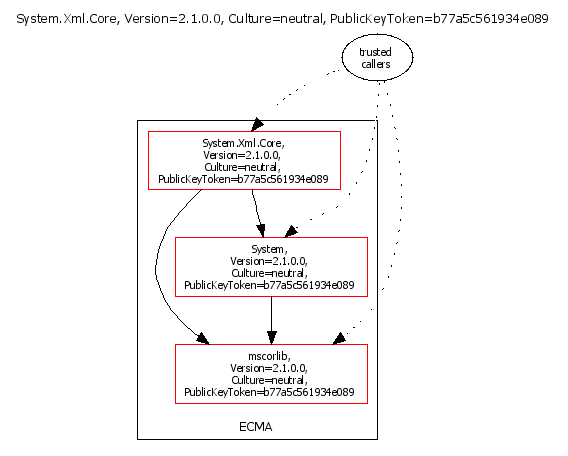 System.Xml.Core, Version=2.1.0.0, Culture=neutral, PublicKeyToken=b77a5c561934e089
trusted
callers
System.Xml.Core,
Version=2.1.0.0,
Culture=neutral,
PublicKeyToken=b77a5c561934e089
System,
Version=2.1.0.0,
Culture=neutral,
PublicKeyToken=b77a5c561934e089
mscorlib,
Version=2.1.0.0,
Culture=neutral,
PublicKeyToken=b77a5c561934e089
ECMA